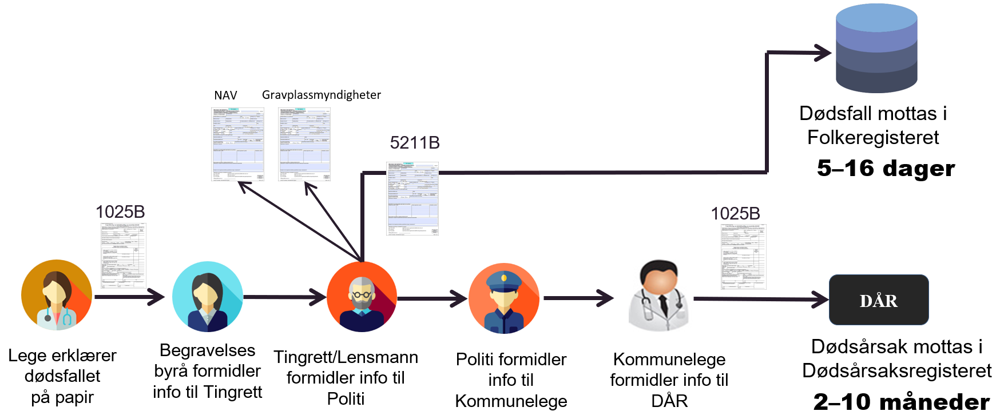 NAV
Gravplassmyndigheter
5211B
1025B
1025B
DÅR
Dødsfall mottas i
Folkeregisteret
5–16 dager
Lege erklærer
dødsfallet
på papir
Begravelses
byrå formidler
info til Tingrett
Tingrett/Lensmann
formidler info til
Politi
Politi formidler
info til
Kommunelege
Kommunelege
formidler info til
DÅR
Dødsårsak mottas i
Dødsårsaksregisteret
2–10 måneder